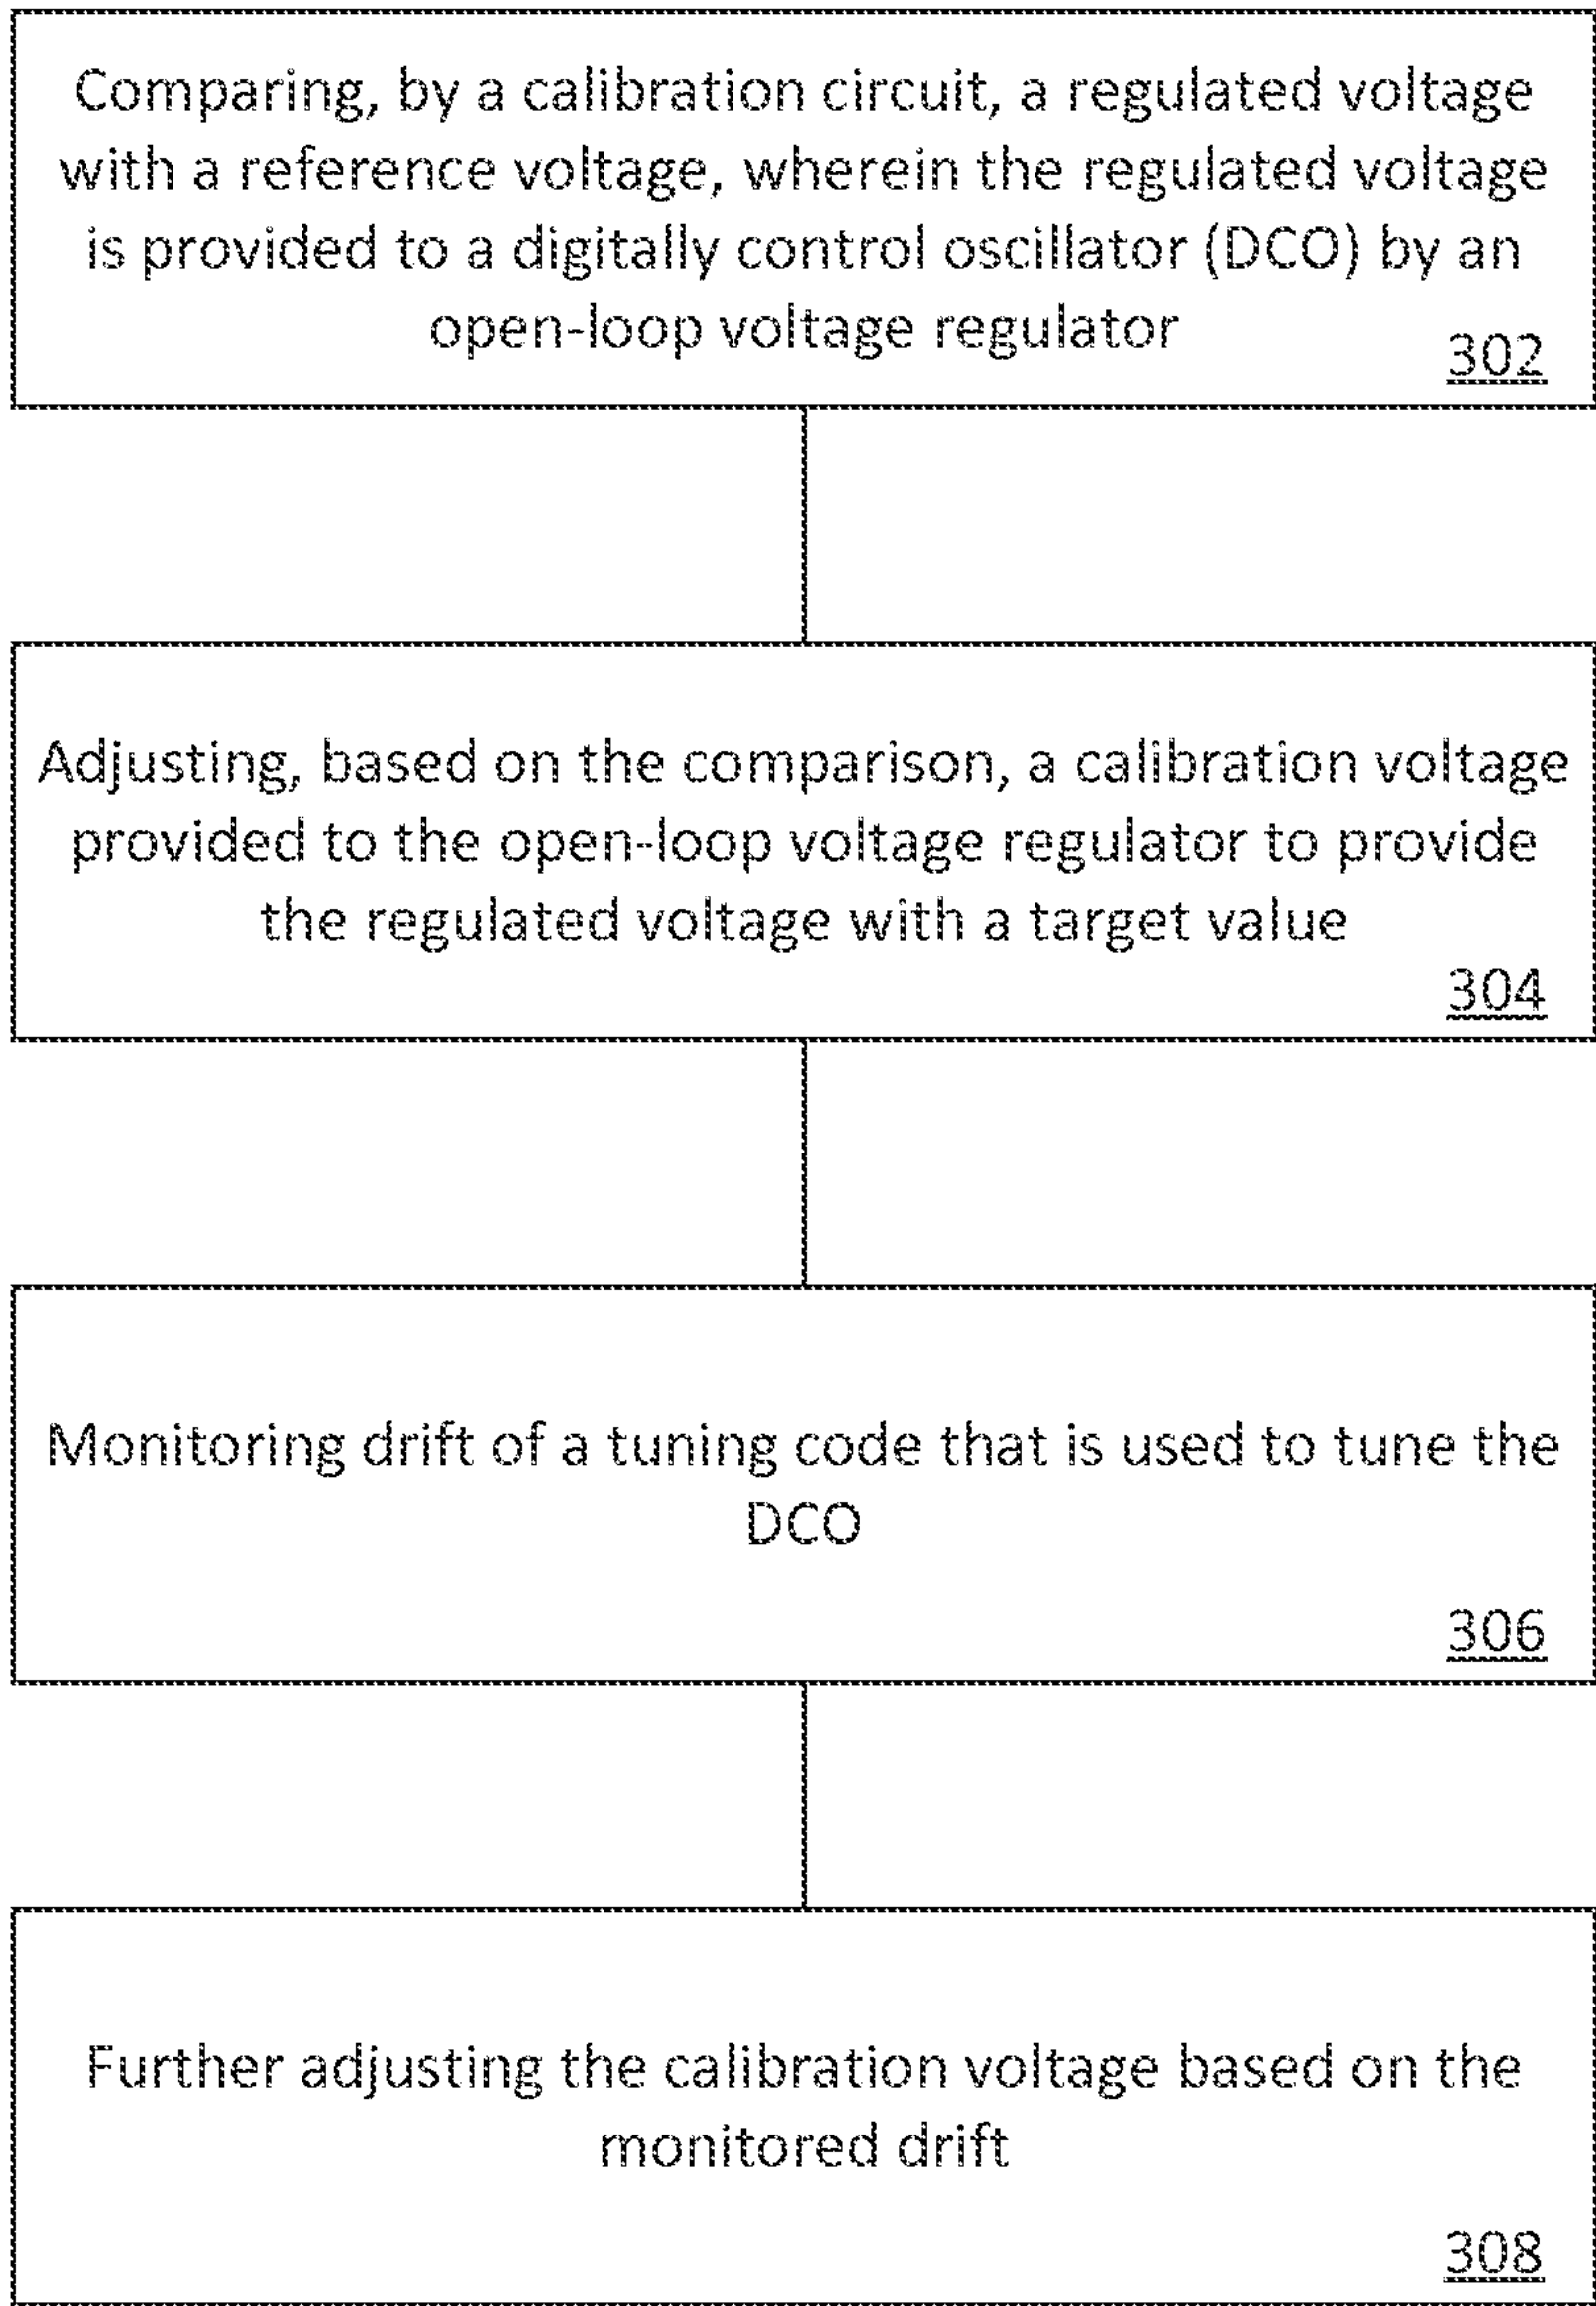 Comparing, by a calibration circuit, a regulated voltage
with a reference voltage, wherein the regulated voltage
is provided to a digitally control oscillator (DCO) by an
open-loop voltage regulator
302
Adjusting, based on the comparison, a calibration voltage
provided to the open-loop voltage regulator to provide
the regulated voltage with a target value
304
Monitoring drift of a tuning code that is used to tune the
DCO
306
Further adjusting the calibration voltage based on the
monitored drift
308